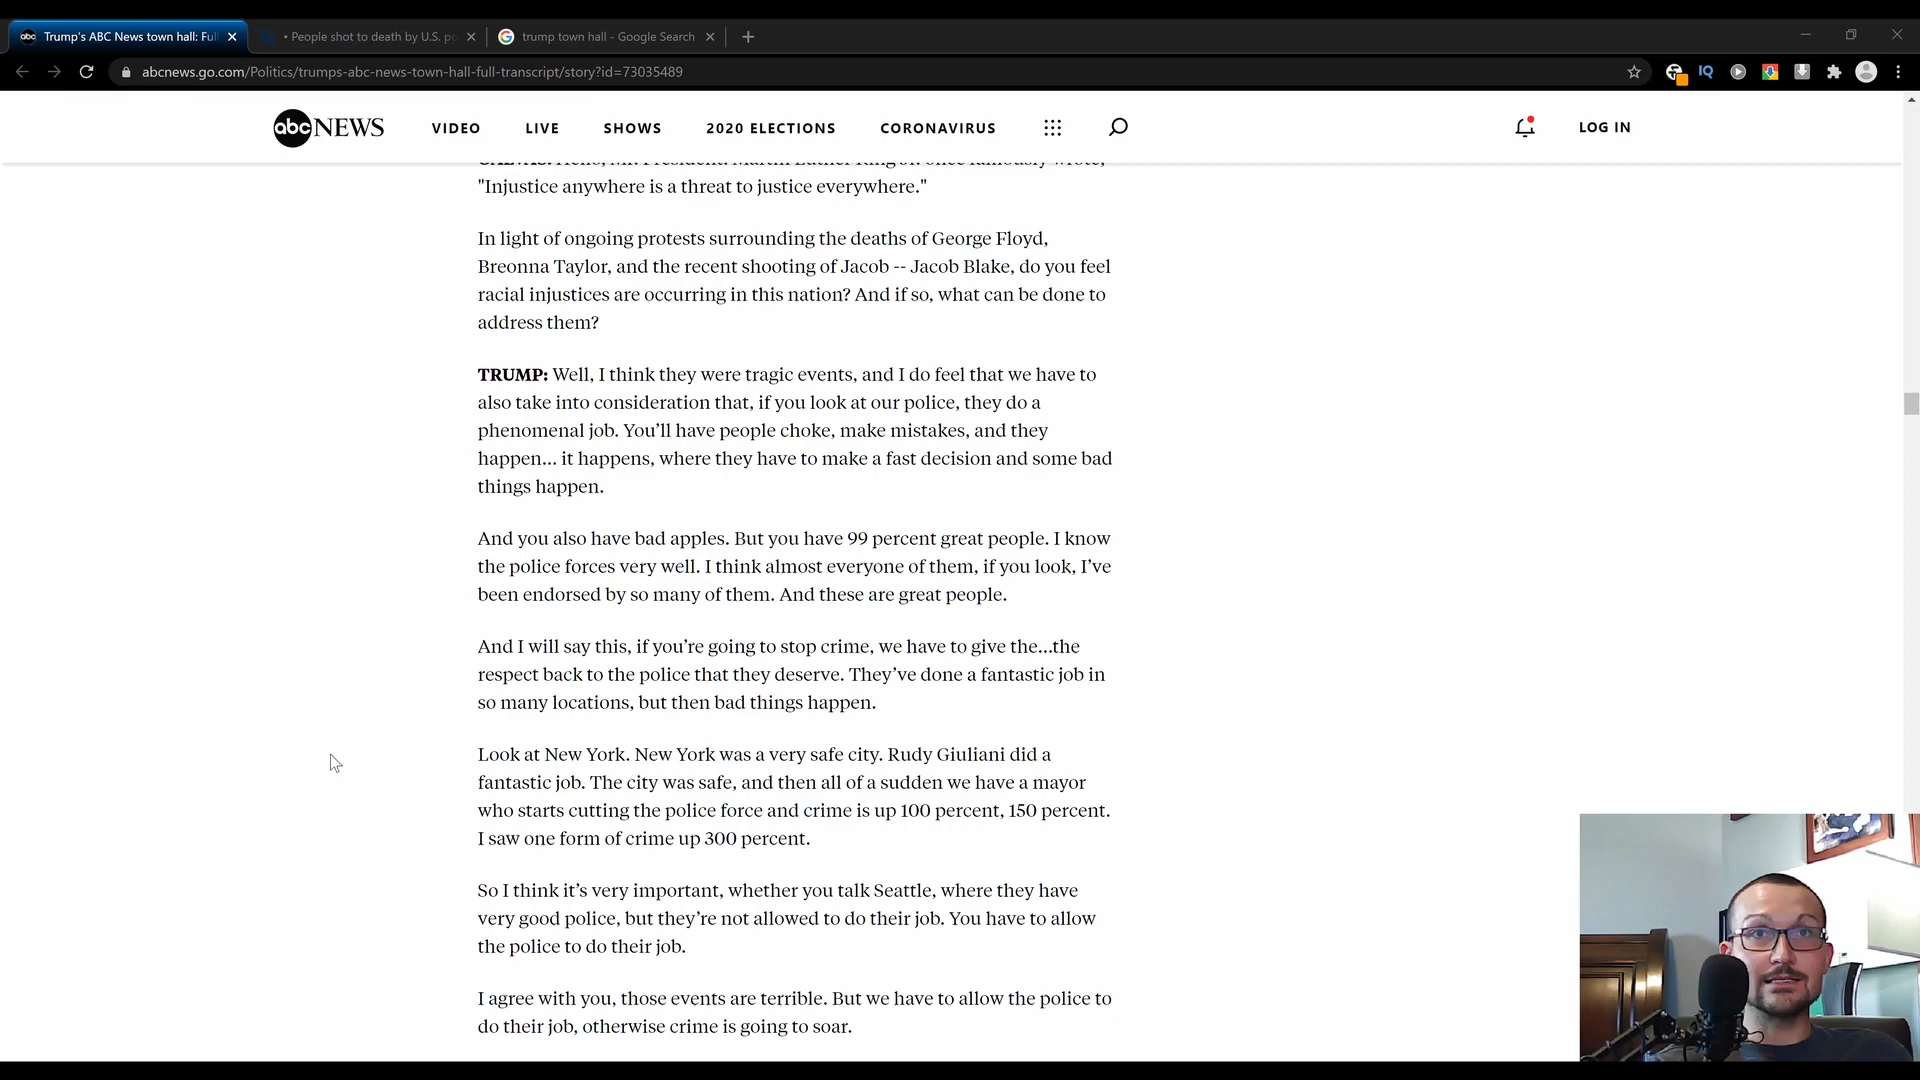 Trump's ABC News town hall: Ful
• People shot to death by U.S. po
trump town hall - Google Search
abcnews.go.com/Politics/trumps-abc-news-town-hall-full-transcript/story?id=73035489
IQ
abc NEWS
VIDEO
LIVE
SHOWS
2020 ELECTIONS
CORONAVIRUS
LOG IN
Hello, Mr. President. Martin Luther King Jr. once famously wrote,
"Injustice anywhere is a threat to justice everywhere."
In light of ongoing protests surrounding the deaths of George Floyd,
Breonna Taylor, and the recent shooting of Jacob -- Jacob Blake, do you feel
racial injustices are occurring in this nation? And if so, what can be done to
address them?
TRUMP: Well, I think they were tragic events, and I do feel that we have to
also take into consideration that, if you look at our police, they do a
phenomenal job. You’ll have people choke, make mistakes, and they
happen... it happens, where they have to make a fast decision and some bad
things happen.
And you also have bad apples. But you have 99 percent great people. I know
the police forces very well. I think almost everyone of them, if you look, I’ve
been endorsed by so many of them. And these are great people.
And I will say this, if you’re going to stop crime, we have to give the...the
respect back to the police that they deserve. They’ve done a fantastic job in
so many locations, but then bad things happen.
Look at New York. New York was a very safe city. Rudy Giuliani did a
fantastic job. The city was safe, and then all of a sudden we have a mayor
who starts cutting the police force and crime is up 100 percent, 150 percent.
I saw one form of crime up 300 percent.
So I think it’s very important, whether you talk Seattle, where they have
very good police, but they’re not allowed to do their job. You have to allow
the police to do their job.
I agree with you, those events are terrible. But we have to allow the police to
do their job, otherwise crime is going to soar.